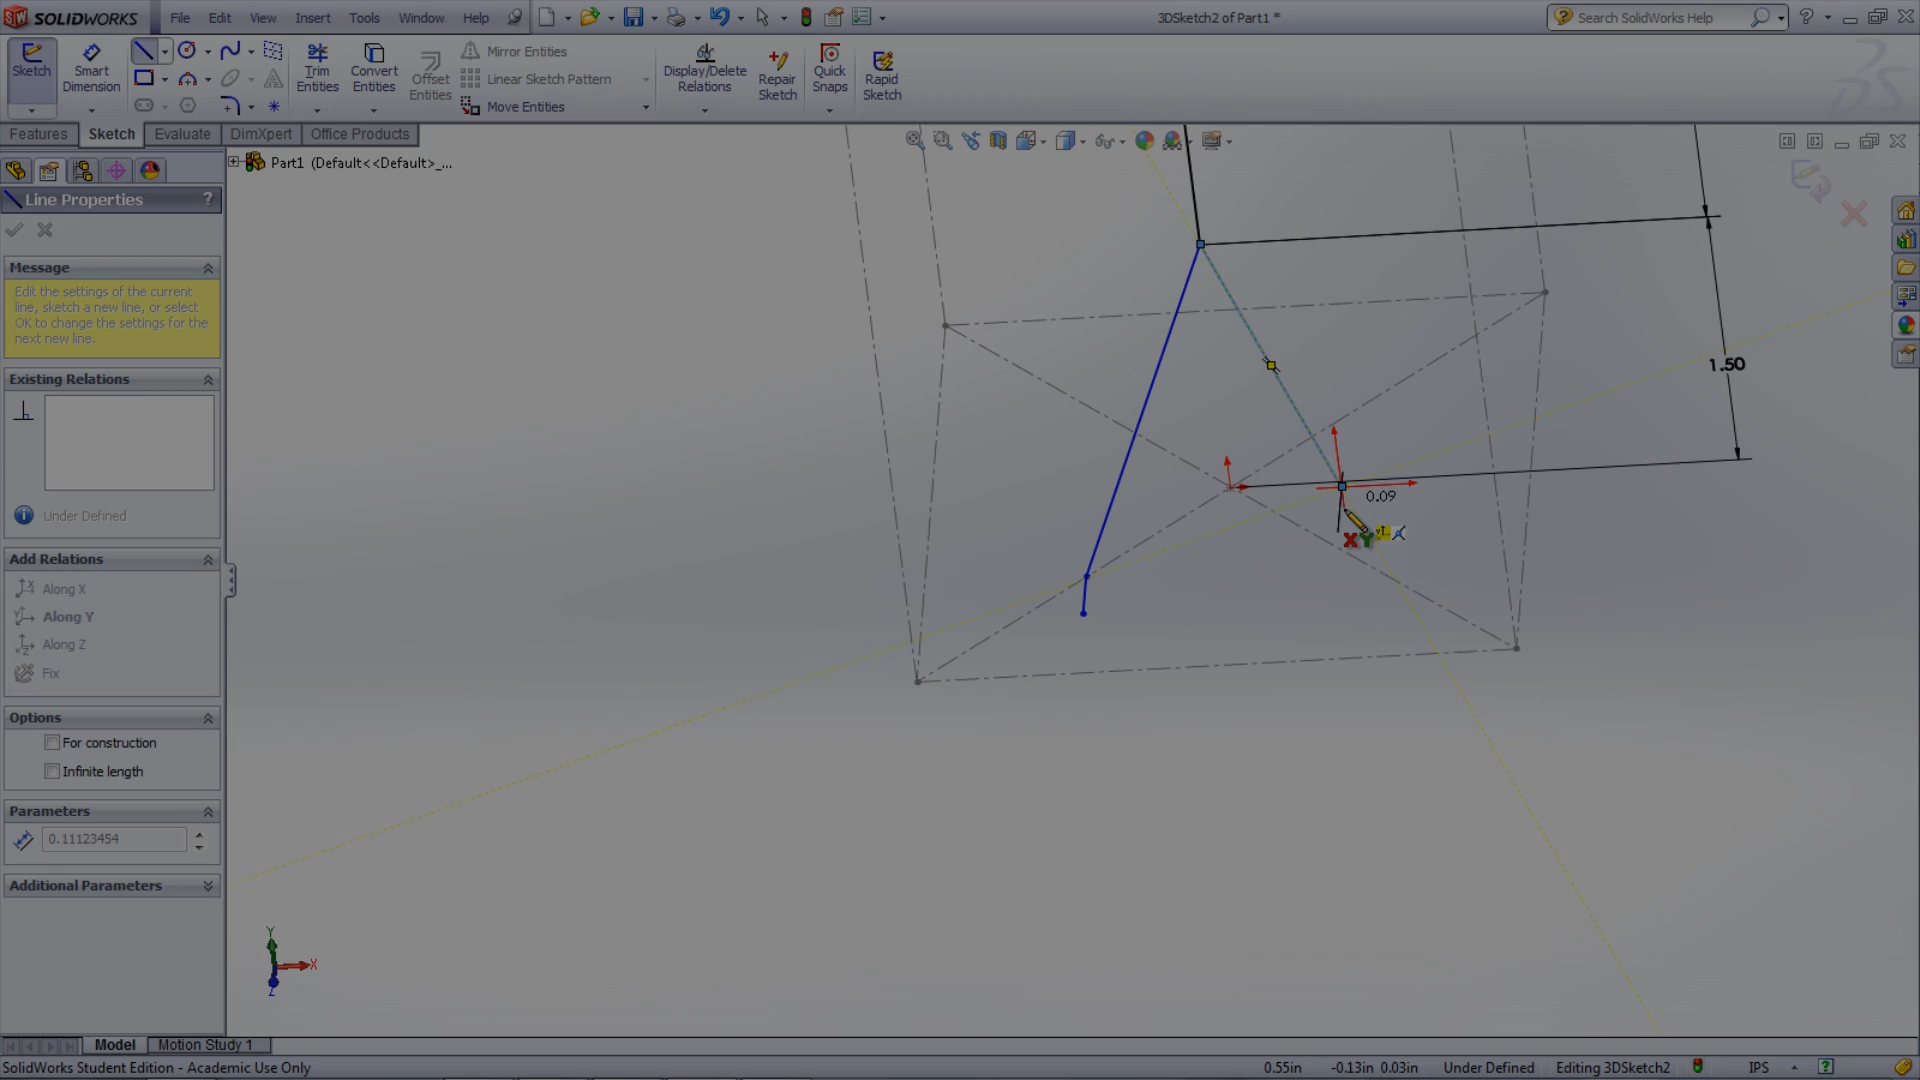 SOLIDWORKS
File Edit View Insert Tools Window Help
3DSketch2 of Part1 *
Search SolidWorks Help
Sketch
Smart Dimension
Trim Entities
Convert Entities
Offset Entities
Mirror Entities
Linear Sketch Pattern
Move Entities
Display/Delete Relations
Repair Sketch
Quick Snaps
Rapid Sketch
Features Sketch Evaluate DimXpert Office Products
Part1 (Default<<Default>_...
Line Properties ?
Message
Edit the settings of the current
line, sketch a new line, or select
OK to change the settings for the
next new line.
Existing Relations
Under Defined
Add Relations
Along X
Along Y
Along Z
Fix
Options
For construction
Infinite length
Parameters
0.11123454
Additional Parameters
1.50
0.09
X Y
Y
X
Z
Model Motion Study 1
SolidWorks Student Edition - Academic Use Only
0.55in -0.13in 0.03in Under Defined Editing 3DSketch2 IPS ?